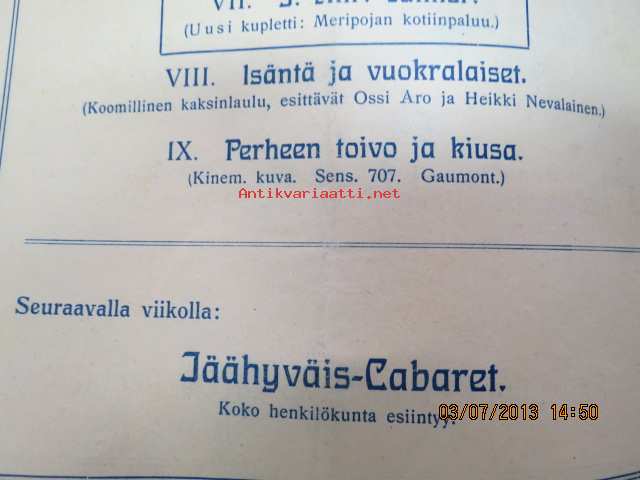 VII. J.
(Uusi kupletti: Meripojan kotiinpaluu.)
VIII. Isäntä ja vuokralaiset.
(Koomillinen kaksinlaulu, esittävät Ossi Aro ja Heikki Nevalainen.)
IX. Perheen toivo ja kiusa.
(Kinem. kuva. Sens. 707. Gaumont.)
Antikvariaatti.net
Seuraavalla viikolla:
Jäähyväis-Cabaret.
Koko henkilökunta esiintyy.
03/07/2013 14:50